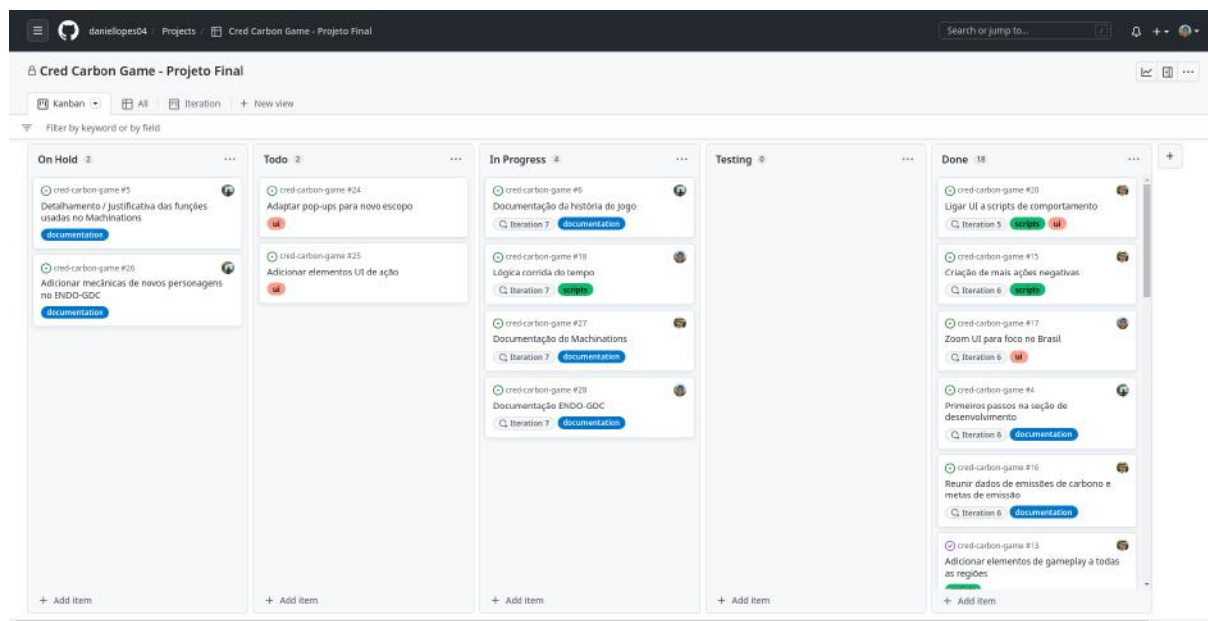 daniellopes04 / Projects / Cred Carbon Game - Projeto Final
Search or jump to... /
Cred Carbon Game - Projeto Final
Kanban
All
Iteration
+ New view
Filter by keyword or by field
On Hold 2
cred-carbon-game #5
Detalhamento / Justificativa das funções
usadas no Machinations
documentation
cred-carbon-game #26
Adicionar mecânicas de novos personagens
no ENDO-GDC
documentation
+ Add item
Todo 2
cred-carbon-game #24
Adaptar pop-ups para novo escopo
ui
cred-carbon-game #25
Adicionar elementos UI de ação
ui
+ Add item
In Progress 4
cred-carbon-game #6
Documentação da história do jogo
Iteration 7 documentation
cred-carbon-game #18
Lógica corrida do tempo
Iteration 7 scripts
cred-carbon-game #27
Documentação do Machinations
Iteration 7 documentation
cred-carbon-game #28
Documentação ENDO-GDC
Iteration 7 documentation
+ Add item
Testing 0
+ Add item
Done 18
cred-carbon-game #20
Ligar UI a scripts de comportamento
Iteration 5 scripts ui
cred-carbon-game #15
Criação de mais ações negativas
Iteration 6 scripts
cred-carbon-game #17
Zoom UI para foco no Brasil
Iteration 6 ui
cred-carbon-game #4
Primeiros passos na seção de
desenvolvimento
Iteration 6 documentation
cred-carbon-game #16
Reunir dados de emissões de carbono e
metas de emissão
Iteration 6 documentation
cred-carbon-game #13
Adicionar elementos de gameplay a todas
as regiões
+ Add item